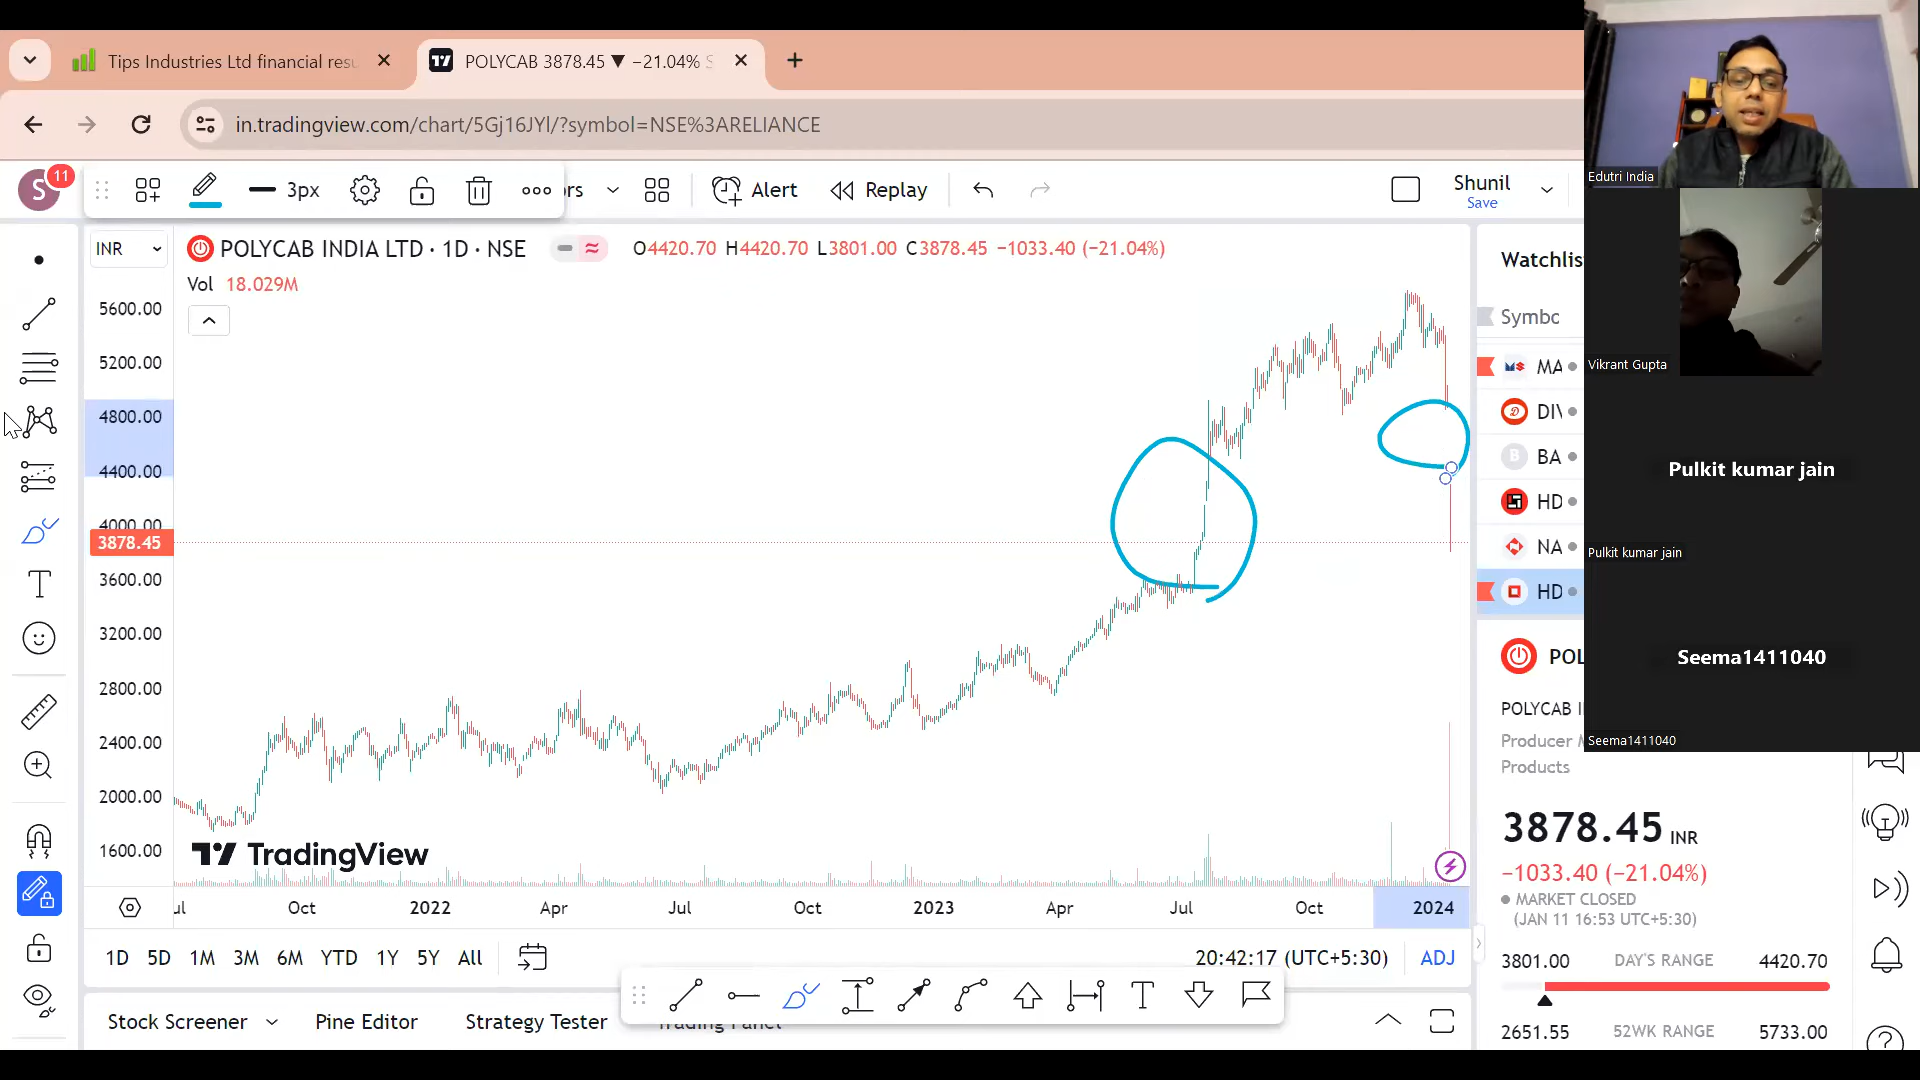 Tips Industries Ltd financial resu
POLYCAB 3878.45 ▼ −21.04% S
in.tradingview.com/chart/5Gj16JYl/?symbol=NSE%3ARELIANCE
S
11
3px
rs
Alert
Replay
Shunil
Save
INR
POLYCAB INDIA LTD · 1D · NSE
O4420.70 H4420.70 L3801.00 C3878.45 −1033.40 (−21.04%)
Vol 18.029M
5600.00
5200.00
4800.00
4400.00
4000.00
3878.45
3600.00
3200.00
2800.00
2400.00
2000.00
1600.00
TradingView
ul Oct 2022 Apr Jul Oct 2023 Apr Jul Oct 2024
1D 5D 1M 3M 6M YTD 1Y 5Y All
20:42:17 (UTC+5:30) ADJ
Stock Screener Pine Editor Strategy Tester Trading Panel
Watchlis
Symbc
MA
DIV
BA
HD
NA
HD
POL
POLYCAB I
Producer M
Products
3878.45 INR
−1033.40 (−21.04%)
MARKET CLOSED
(JAN 11 16:53 UTC+5:30)
3801.00 DAY'S RANGE 4420.70
2651.55 52WK RANGE 5733.00
Edutri India
Vikrant Gupta
Pulkit kumar jain
Pulkit kumar jain
Seema1411040
Seema1411040